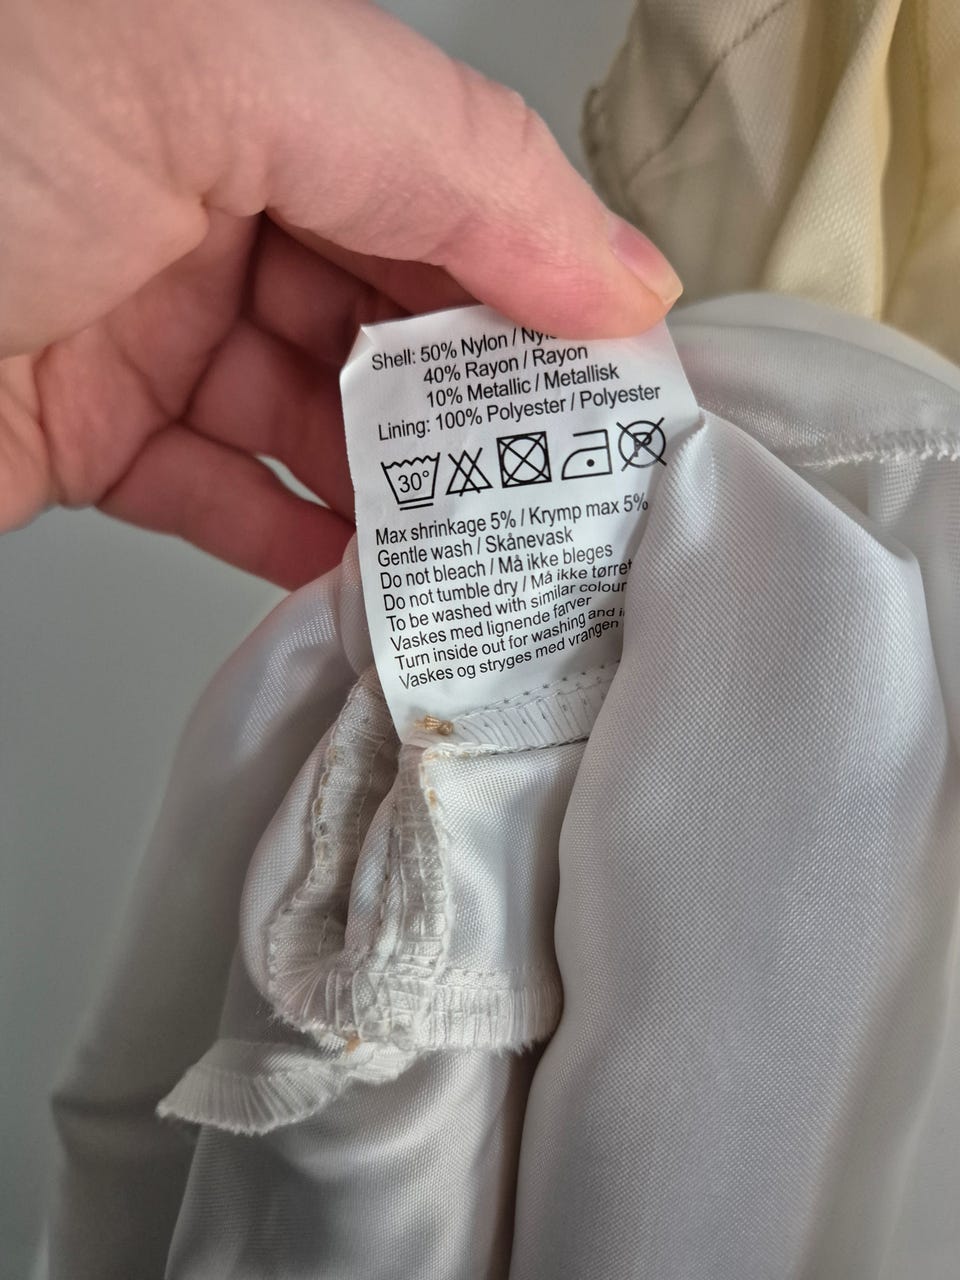 Shell: 50% Nylon /
40% Rayon / Rayon
10% Metallic / Metallisk
Lining: 100% Polyester / Polyester
30° P
Max shrinkage 5% / Krymp max 5%
Gentle wash / Skånevask
Do not bleach / Må ikke bleges
Do not tumble dry / Må ikke
To be washed with similar
Vaskes med lignende farver
Turn inside out for washing and
Vaskes og stryges med vrangen